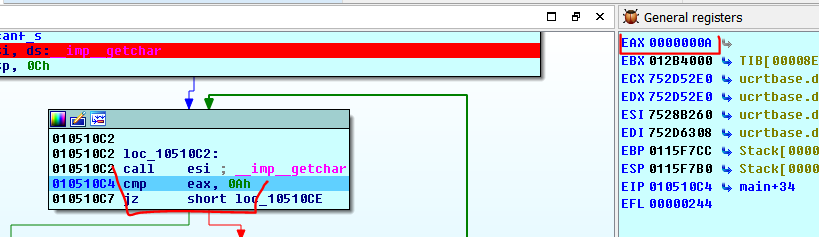 canf_s
si, ds: __imp__getchar
sp, 0Ch
010510C2
010510C2 loc_10510C2:
010510C2 call esi ; __imp__getchar
010510C4 cmp eax, 0Ah
010510C7 jz short loc_10510CE
General registers
EAX 0000000A
EBX 012B4000 TIB[00008E
ECX 752D52E0 ucrtbase.d
EDX 752D52E0 ucrtbase.d
ESI 7528B260 ucrtbase.d
EDI 752D6308 ucrtbase.d
EBP 0115F7CC Stack[0000
ESP 0115F7B0 Stack[0000
EIP 010510C4 main+34
EFL 00000244